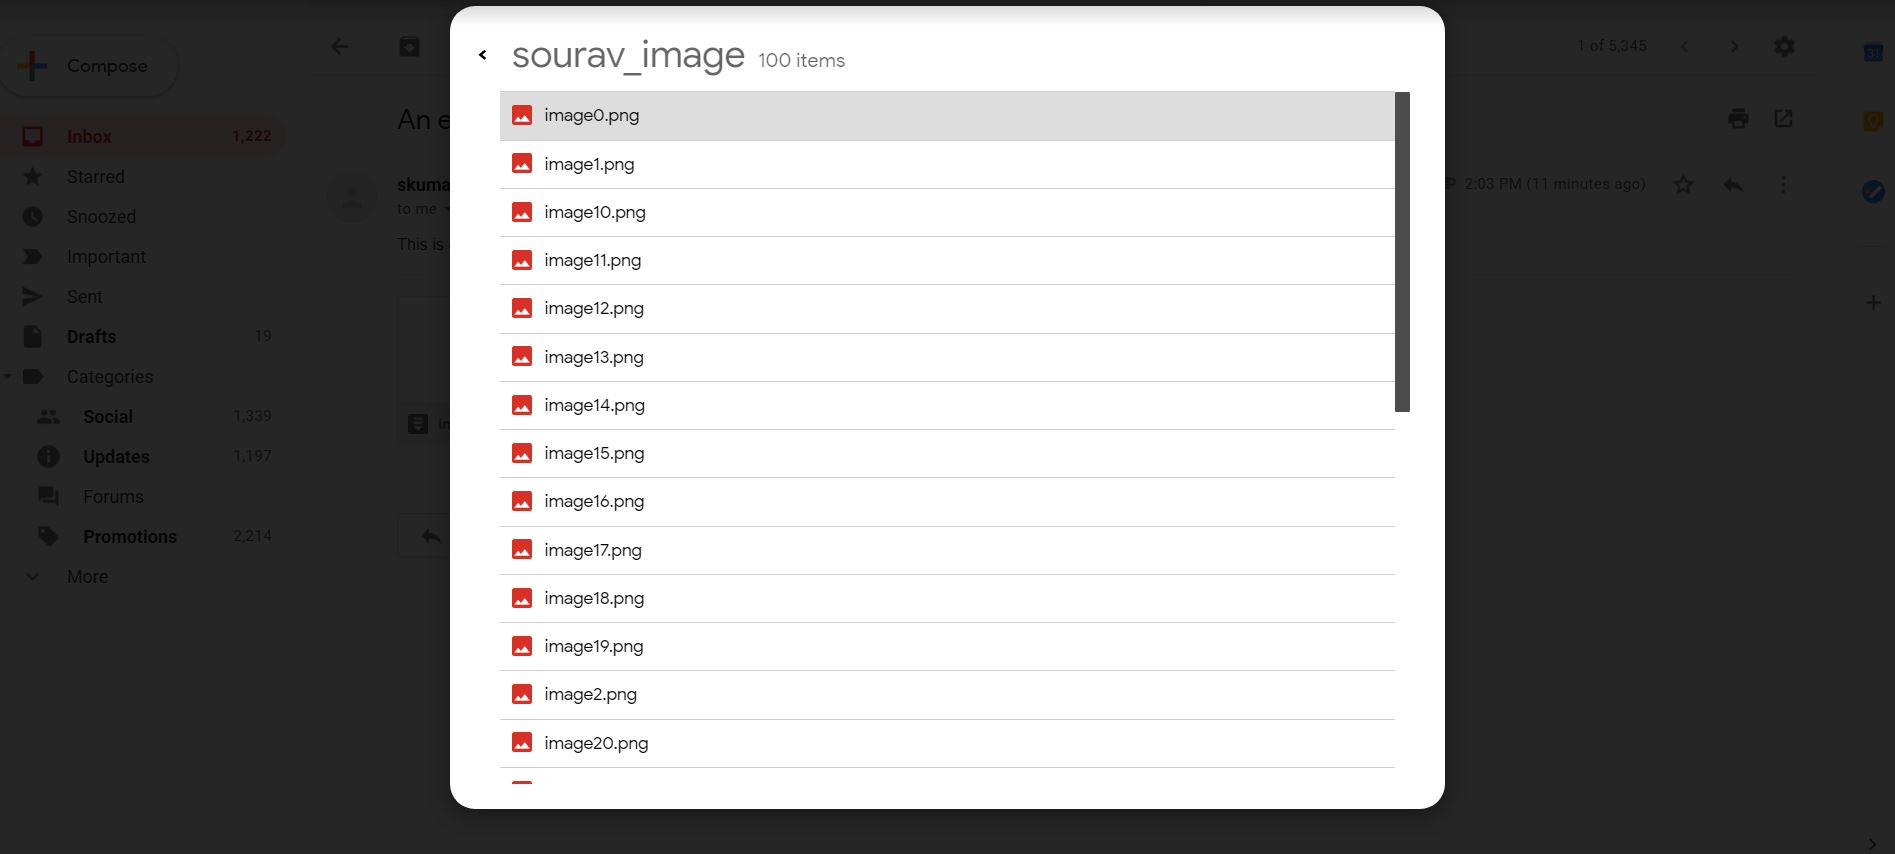 sourav_image 100 items
image0.png
image1.png
image10.png
image11.png
image12.png
image13.png
image14.png
image15.png
image16.png
image17.png
image18.png
image19.png
image2.png
image20.png
Compose
Inbox 1,222
Starred
Snoozed
Important
Sent
Drafts 19
Categories
Social 1,339
Updates 1,197
Forums
Promotions 2,214
More
1 of 5,345
An e
skuma
2:03 PM (11 minutes ago)
to me
This is
31